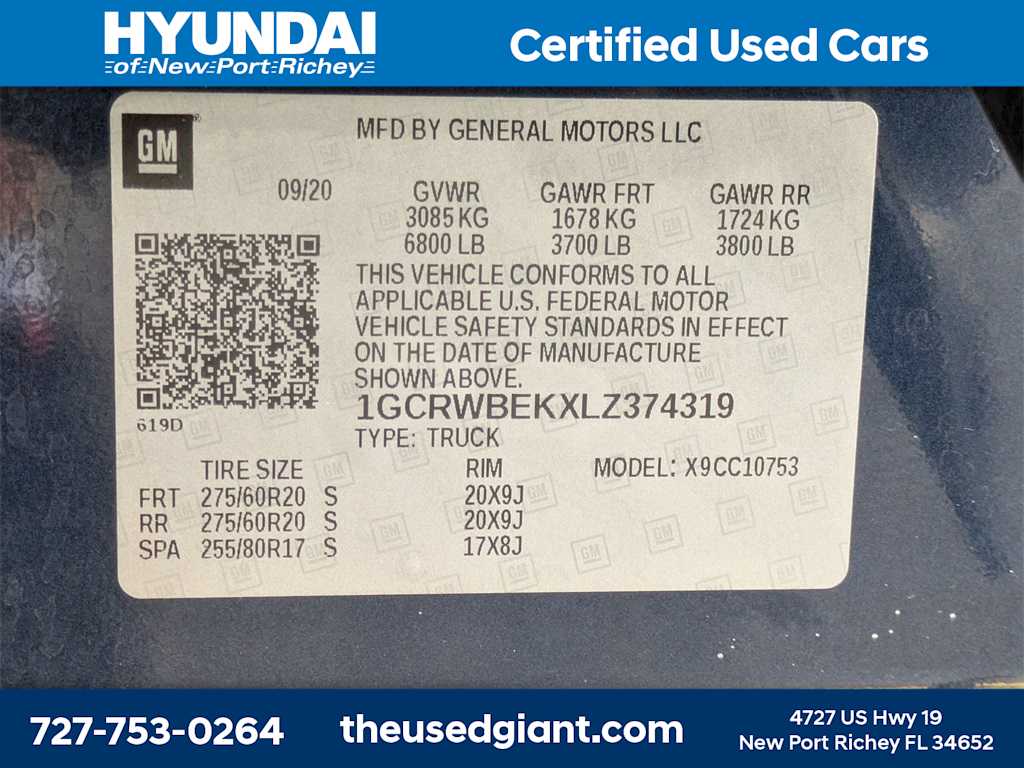 HYUNDAI
of New Port Richey
Certified Used Cars
GM
MFD BY GENERAL MOTORS LLC
09/20 GVWR GAWR FRT GAWR RR
3085 KG 1678 KG 1724 KG
6800 LB 3700 LB 3800 LB
THIS VEHICLE CONFORMS TO ALL
APPLICABLE U.S. FEDERAL MOTOR
VEHICLE SAFETY STANDARDS IN EFFECT
ON THE DATE OF MANUFACTURE
SHOWN ABOVE.
1GCRWBEKXLZ374319
619D
TYPE: TRUCK
TIRE SIZE RIM MODEL: X9CC10753
FRT 275/60R20 S 20X9J
RR 275/60R20 S 20X9J
SPA 255/80R17 S 17X8J
727-753-0264
theusedgiant.com
4727 US Hwy 19
New Port Richey FL 34652